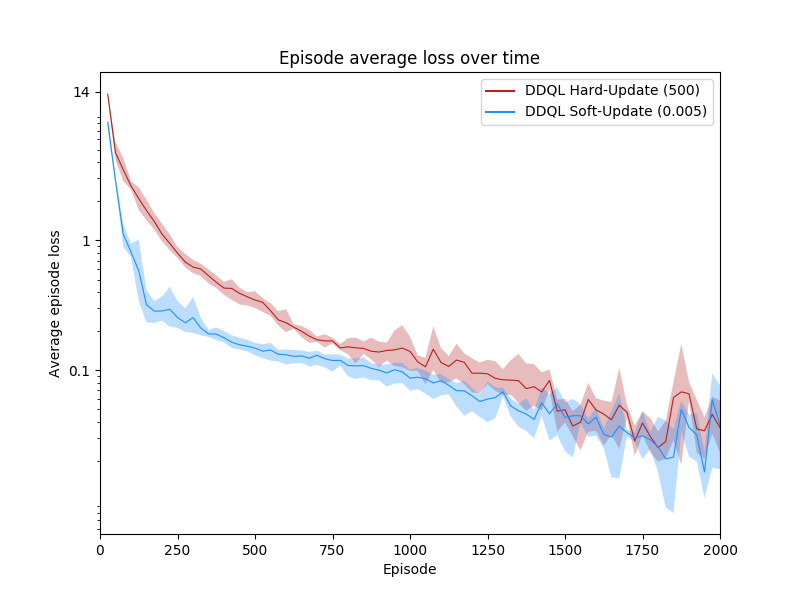 Episode average loss over time
DDQL Hard-Update (500)
DDQL Soft-Update (0.005)
Average episode loss
14
1
0.1
0 250 500 750 1000 1250 1500 1750 2000
Episode